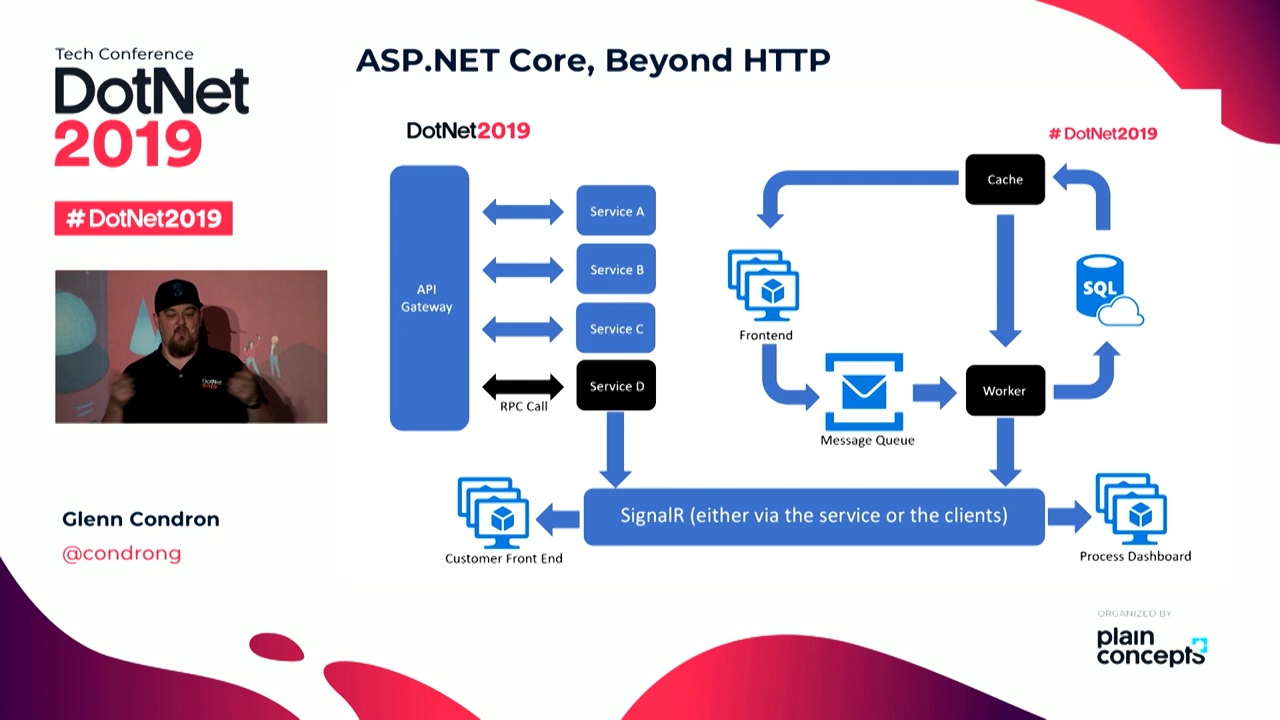 Tech Conference
DotNet
2019
# DotNet2019
Glenn Condron
@condrong
ASP.NET Core, Beyond HTTP
DotNet2019
# DotNet2019
API
Gateway
Service A
Service B
Service C
Service D
RPC Call
Cache
SQL
Frontend
Worker
Message Queue
SignalR (either via the service or the clients)
Customer Front End
Process Dashboard
ORGANIZED BY
plain
concepts